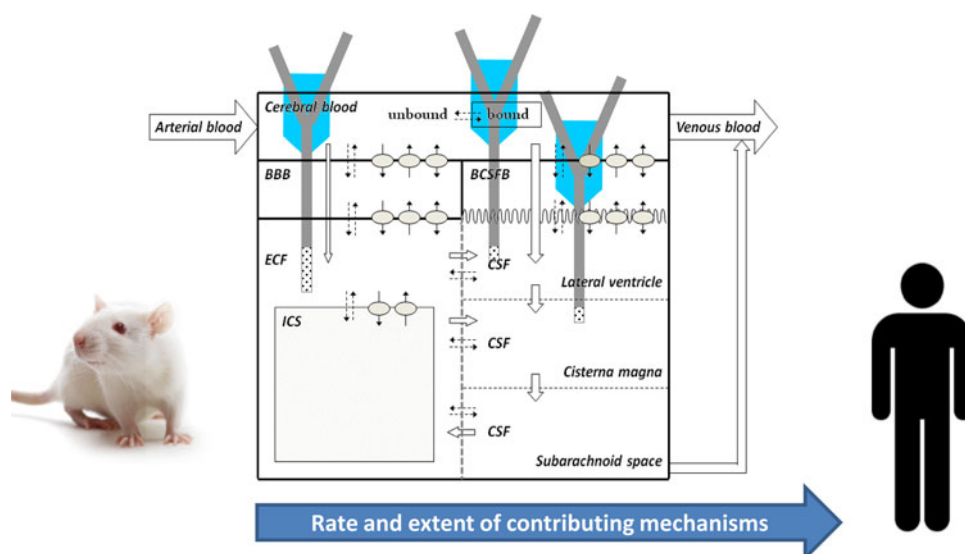 Cerebral blood
Arterial blood
unbound
bound
Venous blood
BBB
BCSFB
ECF
CSF
Lateral ventricle
ICS
CSF
Cisterna magna
CSF
Subarachnoid space
Rate and extent of contributing mechanisms